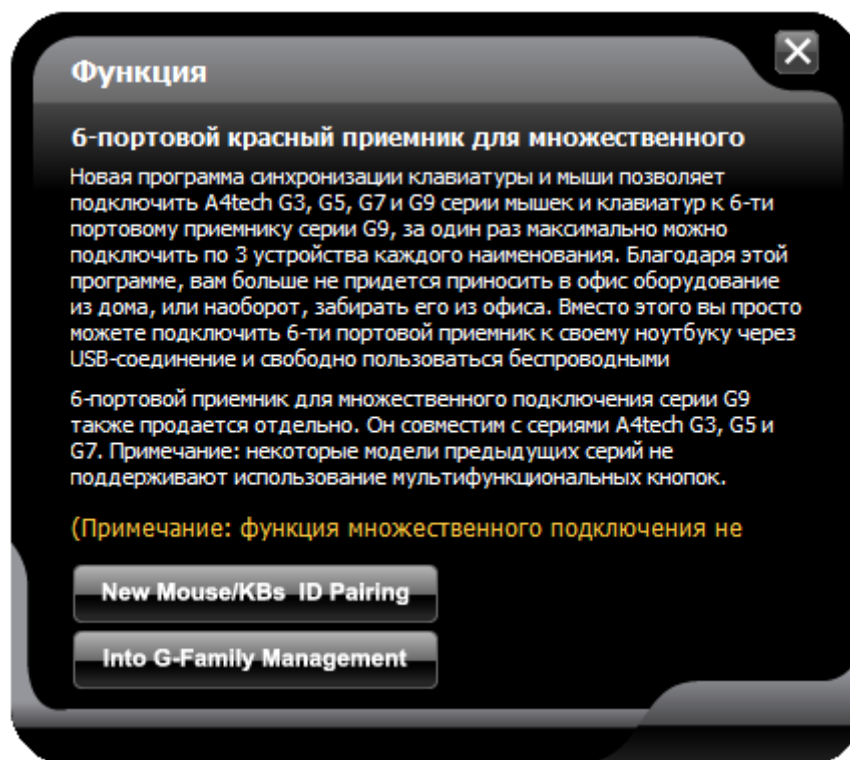 Функция
6-портовой красный приемник для множественного
Новая программа синхронизации клавиатуры и мыши позволяет
подключить A4tech G3, G5, G7 и G9 серии мышек и клавиатур к 6-ти
портовому приемнику серии G9, за один раз максимально можно
подключить по 3 устройства каждого наименования. Благодаря этой
программе, вам больше не придется приносить в офис оборудование
из дома, или наоборот, забирать его из офиса. Вместо этого вы просто
можете подключить 6-ти портовой приемник к своему ноутбуку через
USB-соединение и свободно пользоваться беспроводными
6-портовой приемник для множественного подключения серии G9
также продается отдельно. Он совместим с сериями A4tech G3, G5 и
G7. Примечание: некоторые модели предыдущих серий не
поддерживают использование мультифункциональных кнопок.
(Примечание: функция множественного подключения не
New Mouse/KBs ID Pairing
Into G-Family Management